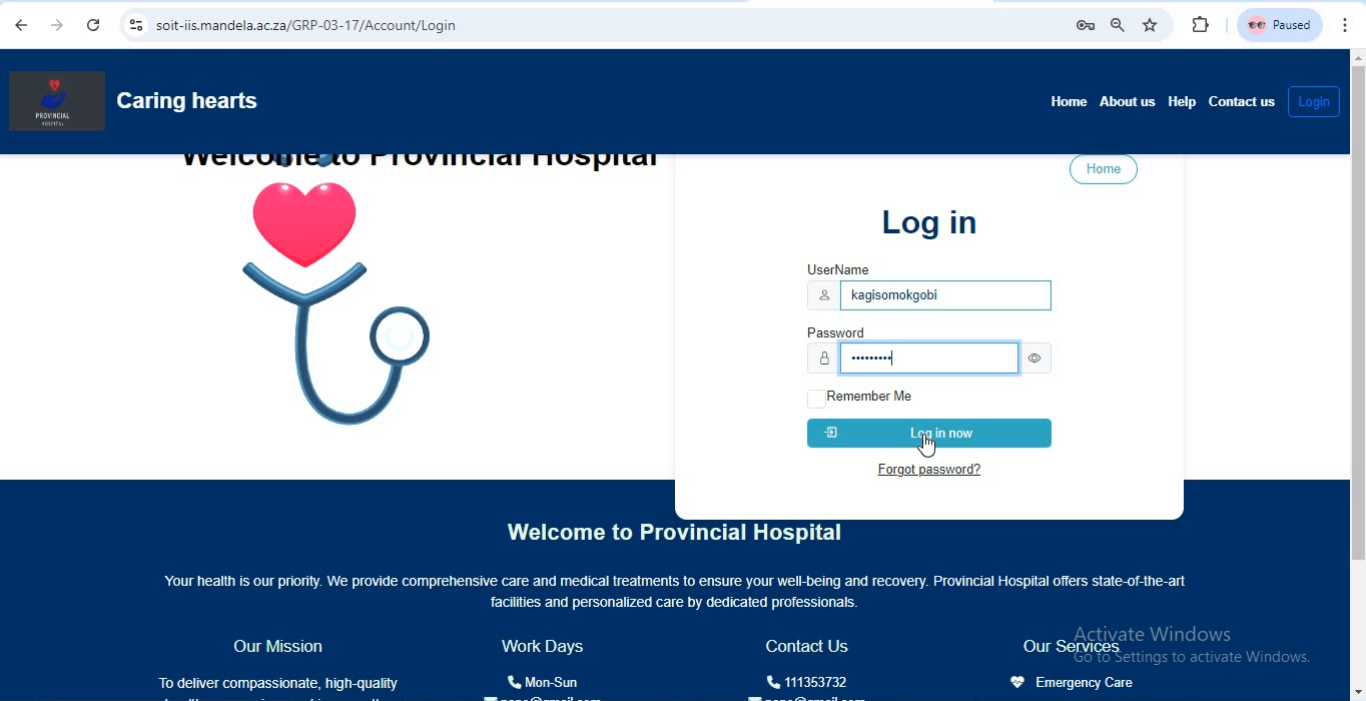 soit-iis.mandela.ac.za/GRP-03-17/Account/Login
Paused
PROVINCIAL
HOSPITAL
Caring hearts
Home About us Help Contact us Login
Welcome to Provincial Hospital
Home
Log in
UserName
kagisomokgobi
Password
•••••••••
Remember Me
Log in now
Forgot password?
Welcome to Provincial Hospital
Your health is our priority. We provide comprehensive care and medical treatments to ensure your well-being and recovery. Provincial Hospital offers state-of-the-art
facilities and personalized care by dedicated professionals.
Our Mission
Work Days
Contact Us
Our Services
To deliver compassionate, high-quality
Mon-Sun
111353732
Emergency Care
Activate Windows
Go to Settings to activate Windows.